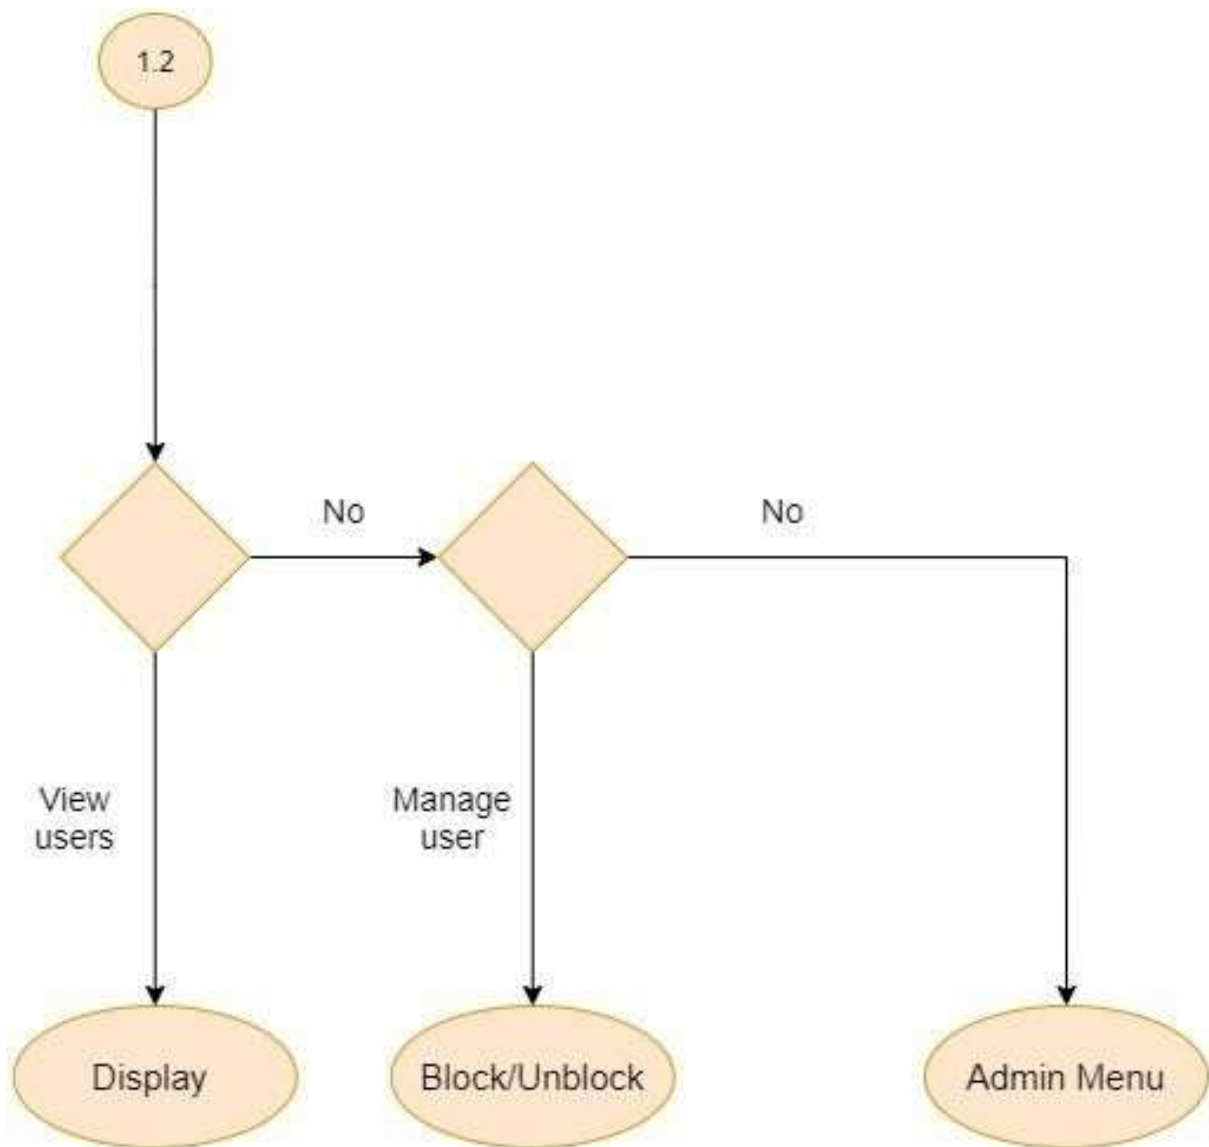 1.2
No
No
View
users
Manage
user
Display
Block/Unblock
Admin Menu